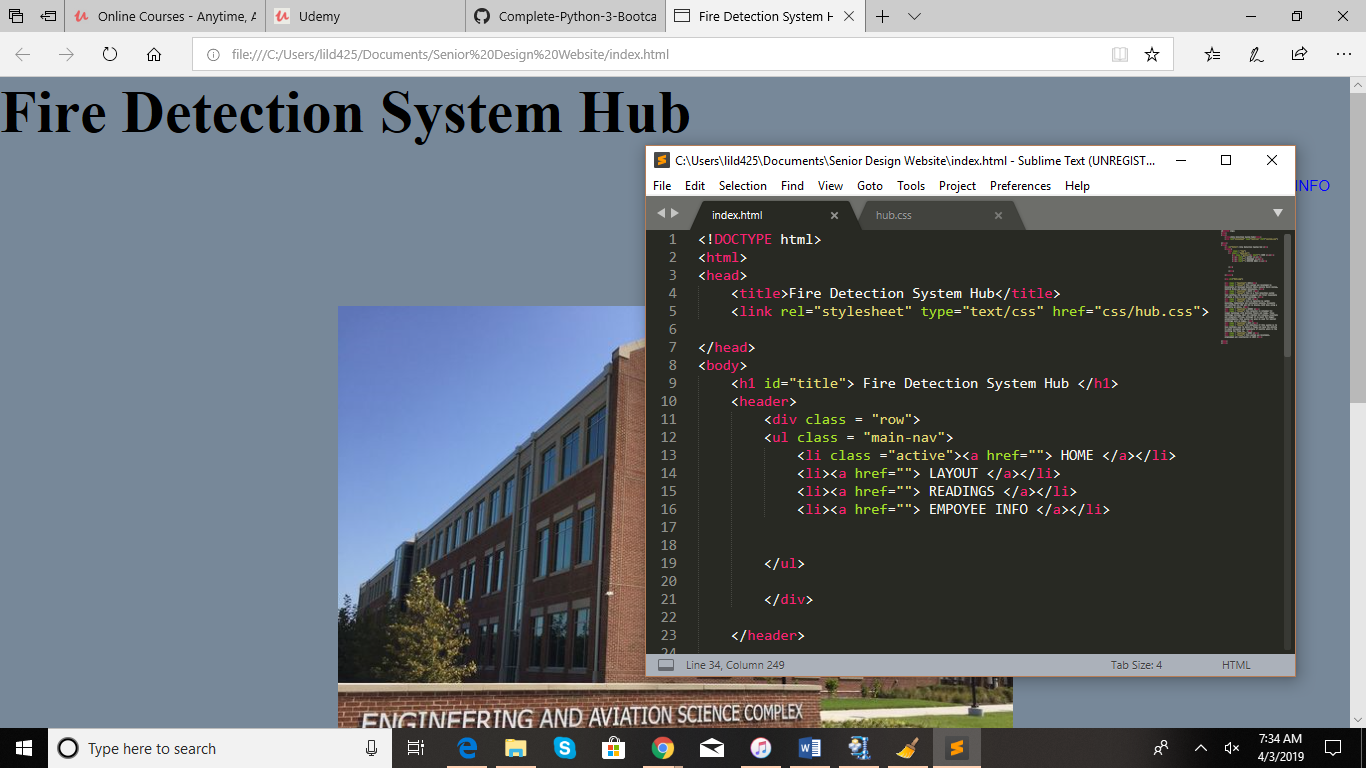 Online Courses - Anytime, A
Udemy
Complete-Python-3-Bootca
Fire Detection System H
file:///C:/Users/lild425/Documents/Senior%20Design%20Website/index.html
Fire Detection System Hub
INFO
C:\Users\lild425\Documents\Senior Design Website\index.html - Sublime Text (UNREGIST...
File Edit Selection Find View Goto Tools Project Preferences Help
index.html
hub.css
1 <!DOCTYPE html>
2 <html>
3 <head>
4 <title>Fire Detection System Hub</title>
5 <link rel="stylesheet" type="text/css" href="css/hub.css">
6
7 </head>
8 <body>
9 <h1 id="title"> Fire Detection System Hub </h1>
10 <header>
11 <div class = "row">
12 <ul class = "main-nav">
13 <li class ="active"><a href=""> HOME </a></li>
14 <li><a href=""> LAYOUT </a></li>
15 <li><a href=""> READINGS </a></li>
16 <li><a href=""> EMPOYEE INFO </a></li>
17
18
19 </ul>
20
21 </div>
22
23 </header>
24
Line 34, Column 249
Tab Size: 4
HTML
ENGINEERING AND AVIATION SCIENCE COMPLEX
Type here to search
7:34 AM
4/3/2019